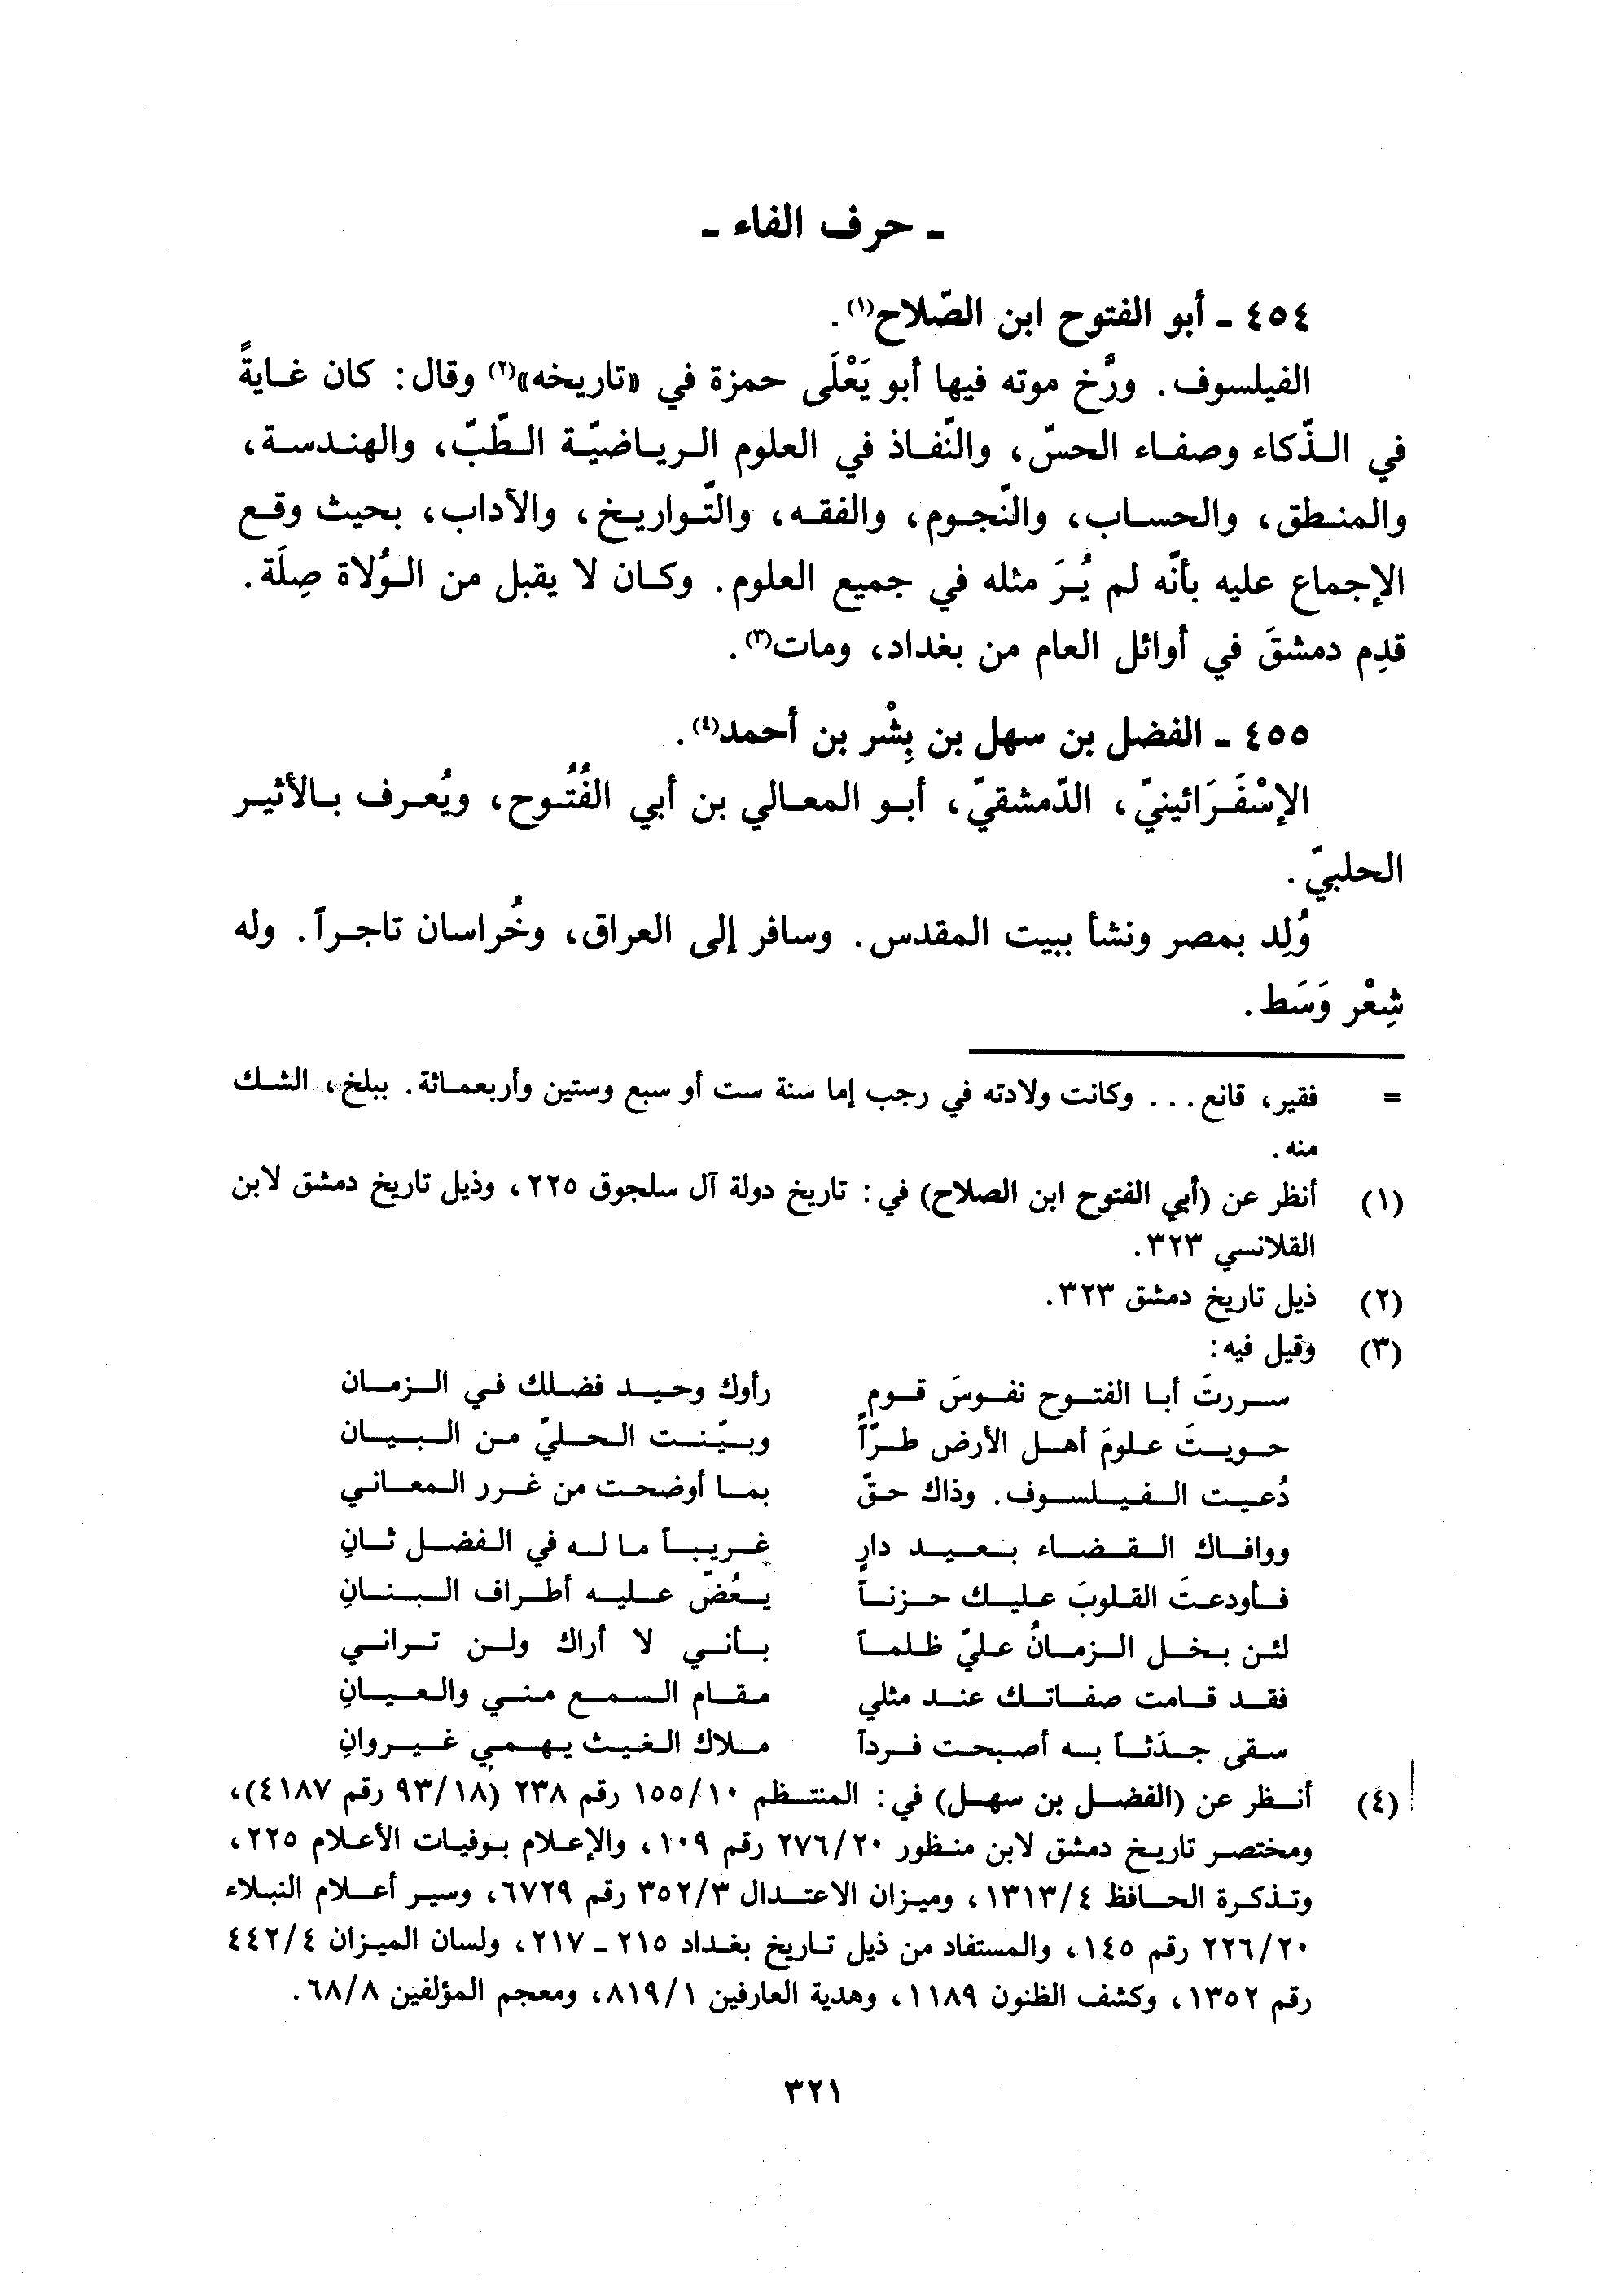 ـ حرف الفاء ـ
٤٥٤ ـ أبو الفتوح ابن الصّلاح(١).
الفيلسوف. ورَّخ موته فيها أبو يَعْلَى حمزة في «تاريخه»(٢) وقال: كان غايةً
في الذّكاء وصفاء الحسّ، والنّفاذ في العلوم الرياضيّة الطّبّ، والهندسة،
والمنطق، والحساب، والنّجوم، والفقه، والتّواريخ، والآداب، بحيث وقع
الإجماع عليه بأنّه لم يُرَ مثله في جميع العلوم. وكان لا يقبل من الوُلاة صِلَة.
قدِم دمشقَ في أوائل العام من بغداد، ومات(٣).
٤٥٥ ـ الفضل بن سهل بن بِشْر بن أحمد(٤).
الإسْفَرَائينيّ، الدّمشقيّ، أبو المعالي بن أبي الفُتُوح، ويُعرف بالأثير
الحلبيّ.
وُلِد بمصر ونشأ ببيت المقدس. وسافر إلى العراق، وخُراسان تاجراً. وله
شِعْر وَسَط.
= فقير، قانع... وكانت ولادته في رجب إما سنة ست أو سبع وستين وأربعمائة. ببلخ، الشك
منه.
(١) أنظر عن (أبي الفتوح ابن الصلاح) في: تاريخ دولة آل سلجوق ٢٢٥، وذيل تاريخ دمشق لابن
القلانسي ٣٢٣.
(٢) ذيل تاريخ دمشق ٣٢٣.
(٣) وقيل فيه:
سررتَ أبا الفتوح نفوسَ قومٍ رأوك وحيد فضلك في الزمان
حويتَ علومَ أهل الأرض طرّاً وبيّنت الحليّ من البيان
دُعيت الفيلسوف. وذاك حقّ بما أوضحت من غرر المعاني
ووافاك القضاء بعيد دارٍ غريباً ما له في الفضل ثانِ
فأودعتَ القلوبَ عليك حزناً يعُضّ عليه أطراف البنانِ
لئن بخل الزمانُ عليّ ظلماً بأني لا أراك ولن تراني
فقد قامت صفاتك عند مثلي مقام السمع مني والعيانِ
سقى جدَثاً به أصبحت فرداً ملاك الغيث يهمي غيروانِ
(٤) أنظر عن (الفضل بن سهل) في: المنتظم ١٥٥/١٠ رقم ٢٣٨ (٩٣/١٨ رقم ٤١٨٧)،
ومختصر تاريخ دمشق لابن منظور ٢٧٦/٢٠ رقم ١٠٩، والإعلام بوفيات الأعلام ٢٢٥،
وتذكرة الحافظ ١٣١٣/٤، وميزان الاعتدال ٣٥٢/٣ رقم ٦٧٢٩، وسير أعلام النبلاء
٢٢٦/٢٠ رقم ١٤٥، والمستفاد من ذيل تاريخ بغداد ٢١٥ ـ ٢١٧، ولسان الميزان ٤٤٢/٤
رقم ١٣٥٢، وكشف الظنون ١١٨٩، وهدية العارفين ٨١٩/١، ومعجم المؤلفين ٦٨/٨.
٣٢١